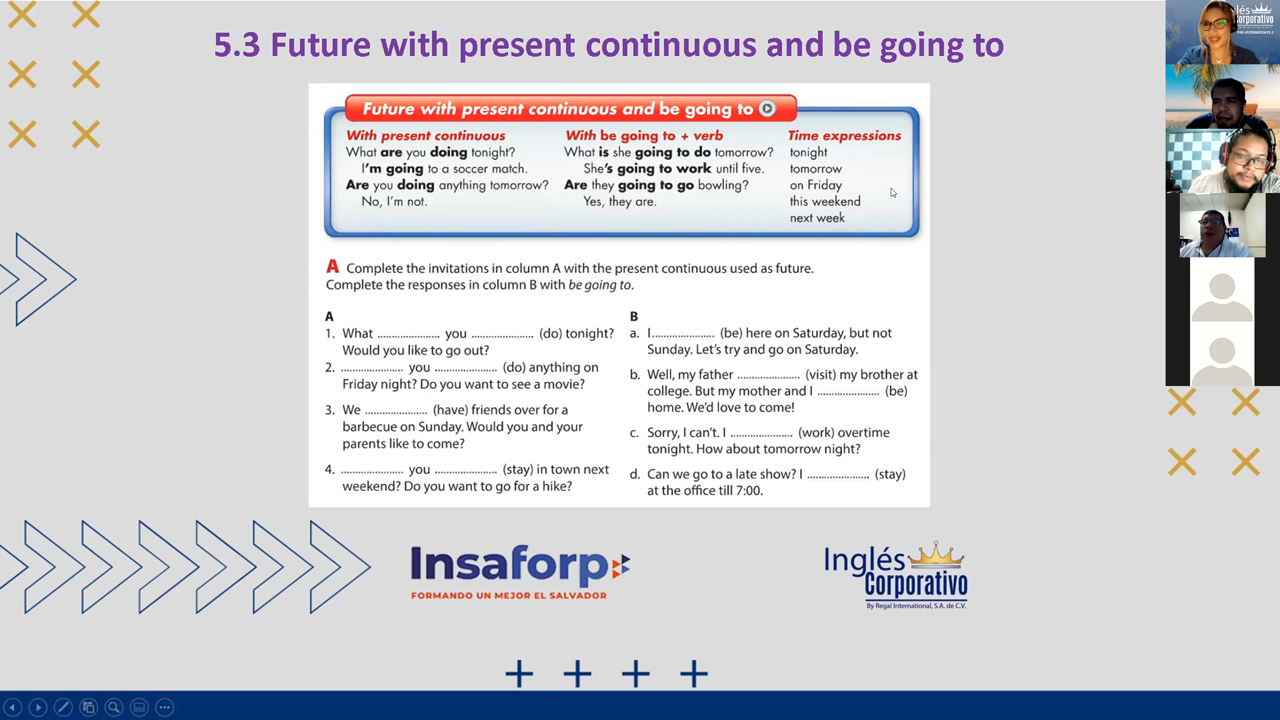 5.3 Future with present continuous and be going to
Future with present continuous and be going to
With present continuous
What are you doing tonight?
I'm going to a soccer match.
Are you doing anything tomorrow?
No, I'm not.
With be going to + verb
What is she going to do tomorrow?
She's going to work until five.
Are they going to go bowling?
Yes, they are.
Time expressions
tonight
tomorrow
on Friday
this weekend
next week
A Complete the invitations in column A with the present continuous used as future.
Complete the responses in column B with be going to.
A
1. What ...................... you ...................... (do) tonight?
Would you like to go out?
2. ...................... you ...................... (do) anything on
Friday night? Do you want to see a movie?
3. We ...................... (have) friends over for a
barbecue on Sunday. Would you and your
parents like to come?
4. ...................... you ...................... (stay) in town next
weekend? Do you want to go for a hike?
B
a. I ...................... (be) here on Saturday, but not
Sunday. Let's try and go on Saturday.
b. Well, my father ...................... (visit) my brother at
college. But my mother and I ...................... (be)
home. We'd love to come!
c. Sorry, I can't. I ...................... (work) overtime
tonight. How about tomorrow night?
d. Can we go to a late show? I ...................... (stay)
at the office till 7:00.
Insaforp
FORMANDO UN MEJOR EL SALVADOR
Inglés
Corporativo
By Regal International, S.A. de C.V.